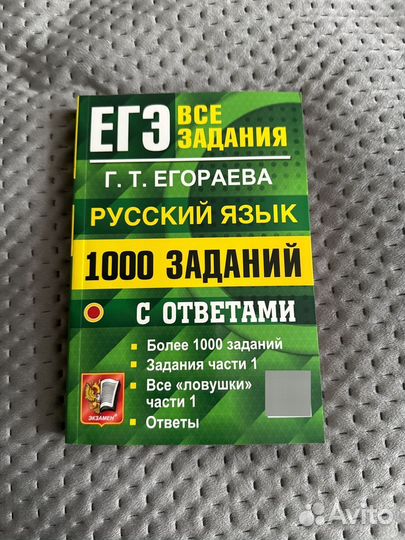 ЕГЭ ВСЕ ЗАДАНИЯ
Г. Т. ЕГОРАЕВА
РУССКИЙ ЯЗЫК
1000 ЗАДАНИЙ
С ОТВЕТАМИ
▪ Более 1000 заданий
▪ Задания части 1
▪ Все «ловушки»
части 1
▪ Ответы
ЭКЗАМЕН
Avito